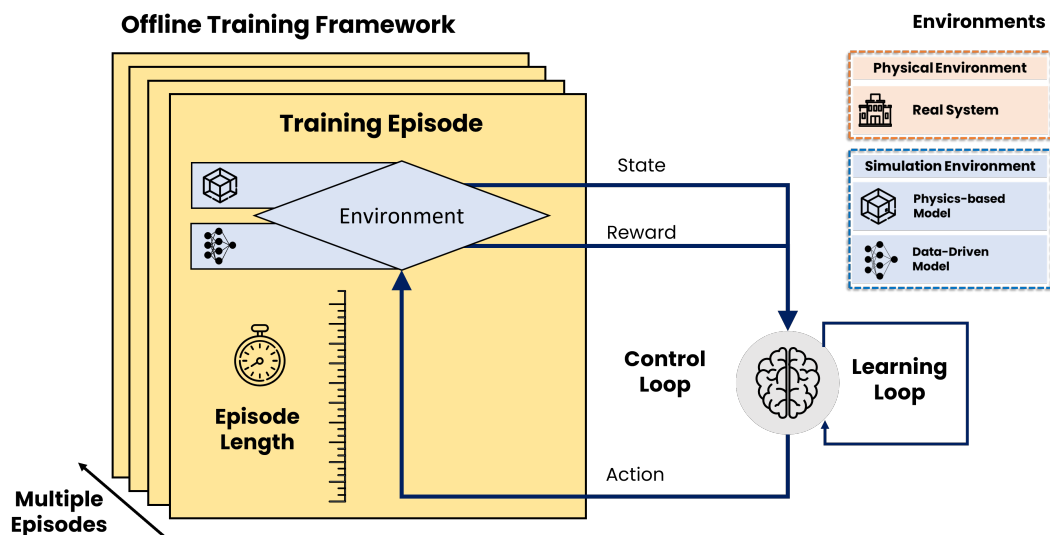 Offline Training Framework
Environments
Physical Environment
Real System
Simulation Environment
Physics-based
Model
Data-Driven
Model
Training Episode
Environment
State
Reward
Control
Loop
Learning
Loop
Episode
Length
Action
Multiple
Episodes